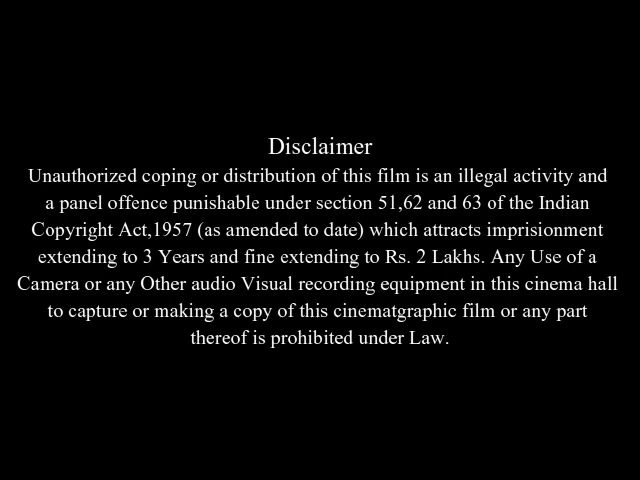 Disclaimer
Unauthorized coping or distribution of this film is an illegal activity and
a panel offence punishable under section 51,62 and 63 of the Indian
Copyright Act,1957 (as amended to date) which attracts imprisionment
extending to 3 Years and fine extending to Rs. 2 Lakhs. Any Use of a
Camera or any Other audio Visual recording equipment in this cinema hall
to capture or making a copy of this cinematgraphic film or any part
thereof is prohibited under Law.